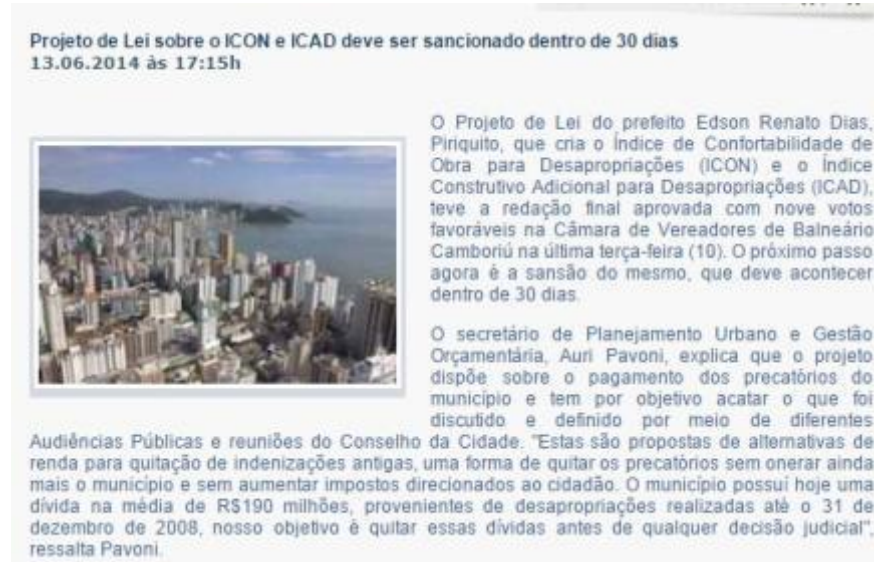 Projeto de Lei sobre o ICON e ICAD deve ser sancionado dentro de 30 dias
13.06.2014 às 17:15h
O Projeto de Lei do prefeito Edson Renato Dias,
Piriquito, que cria o Índice de Confortabilidade de
Obra para Desapropriações (ICON) e o Índice
Construtivo Adicional para Desapropriações (ICAD),
teve a redação final aprovada com nove votos
favoráveis na Câmara de Vereadores de Balneário
Camboriú na última terça-feira (10). O próximo passo
agora é a sansão do mesmo, que deve acontecer
dentro de 30 dias.
O secretário de Planejamento Urbano e Gestão
Orçamentária, Auri Pavoni, explica que o projeto
dispõe sobre o pagamento dos precatórios do
município e tem por objetivo acatar o que foi
discutido e definido por meio de diferentes
Audiências Públicas e reuniões do Conselho da Cidade. "Estas são propostas de alternativas de
renda para quitação de indenizações antigas, uma forma de quitar os precatórios sem onerar ainda
mais o município e sem aumentar impostos direcionados ao cidadão. O município possuí hoje uma
dívida na média de R$190 milhões, provenientes de desapropriações realizadas até o 31 de
dezembro de 2008, nosso objetivo é quitar essas dívidas antes de qualquer decisão judicial",
ressalta Pavoni.